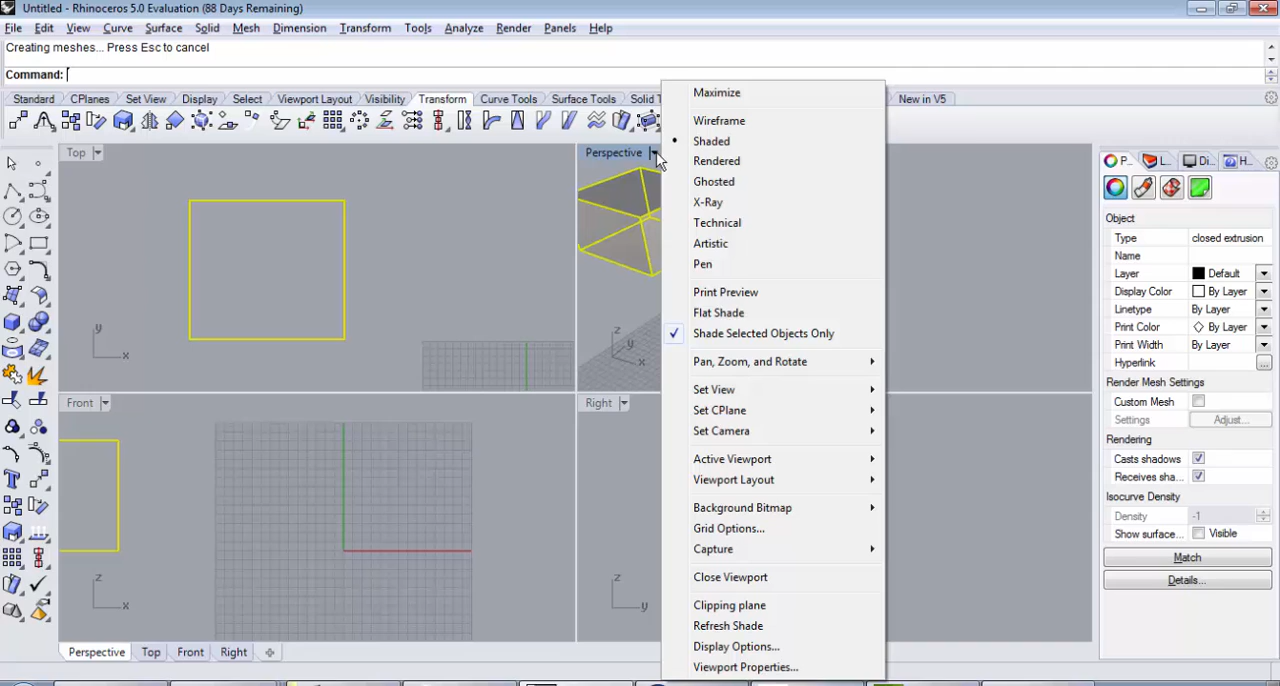 Untitled - Rhinoceros 5.0 Evaluation (88 Days Remaining)
File Edit View Curve Surface Solid Mesh Dimension Transform Tools Analyze Render Panels Help
Creating meshes... Press Esc to cancel
Command:
Standard CPlanes Set View Display Select Viewport Layout Visibility Transform Curve Tools Surface Tools Solid T New in V5
Top
Perspective
Maximize
Wireframe
Shaded
Rendered
Ghosted
X-Ray
Technical
Artistic
Pen
Print Preview
Flat Shade
Shade Selected Objects Only
Pan, Zoom, and Rotate
Set View
Set CPlane
Set Camera
Active Viewport
Viewport Layout
Background Bitmap
Grid Options...
Capture
Close Viewport
Clipping plane
Refresh Shade
Display Options...
Viewport Properties...
y
x
z
y
x
Front
Right
z
x
z
y
P... L... Di... H...
Object
Type closed extrusion
Name
Layer Default
Display Color By Layer
Linetype By Layer
Print Color By Layer
Print Width By Layer
Hyperlink ...
Render Mesh Settings
Custom Mesh
Settings Adjust...
Rendering
Casts shadows
Receives sha...
Isocurve Density
Density -1
Show surface... Visible
Match
Details...
Perspective Top Front Right